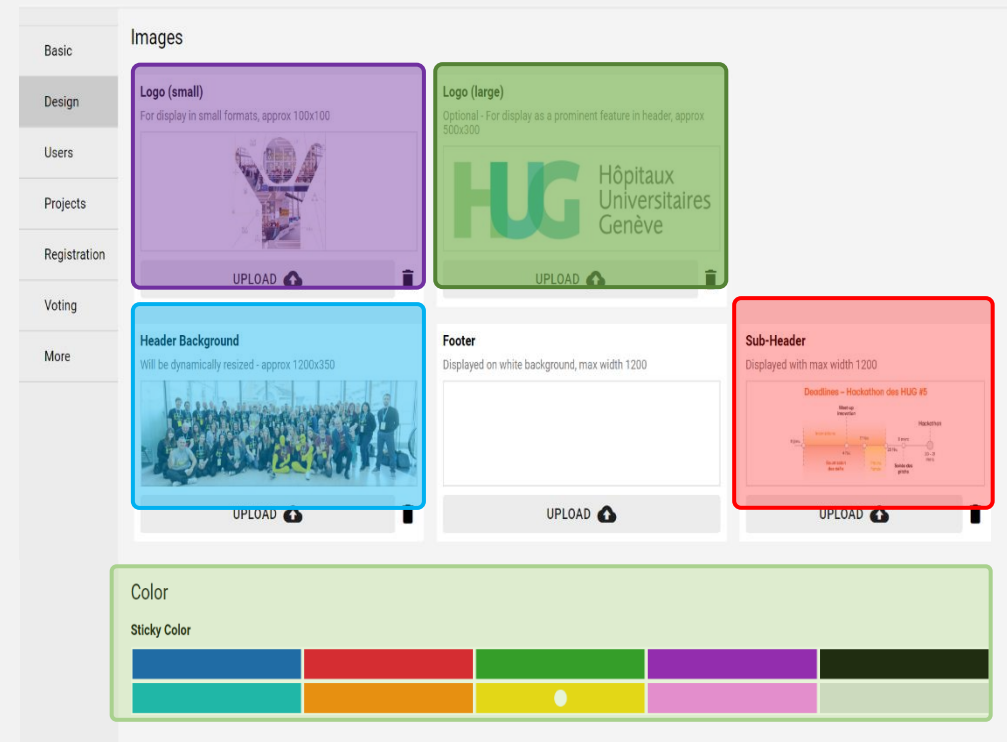 Basic
Design
Users
Projects
Registration
Voting
More
Images
Logo (small)
For display in small formats, approx 100x100
UPLOAD
Logo (large)
Optional - For display as a prominent feature in header, approx
500x300
HUG
Hôpitaux
Universitaires
Genève
UPLOAD
Header Background
Will be dynamically resized - approx 1200x350
UPLOAD
Footer
Displayed on white background, max width 1200
UPLOAD
Sub-Header
Displayed with max width 1200
Deadlines – Hackathon des HUG #5
Hackathon
UPLOAD
Color
Sticky Color